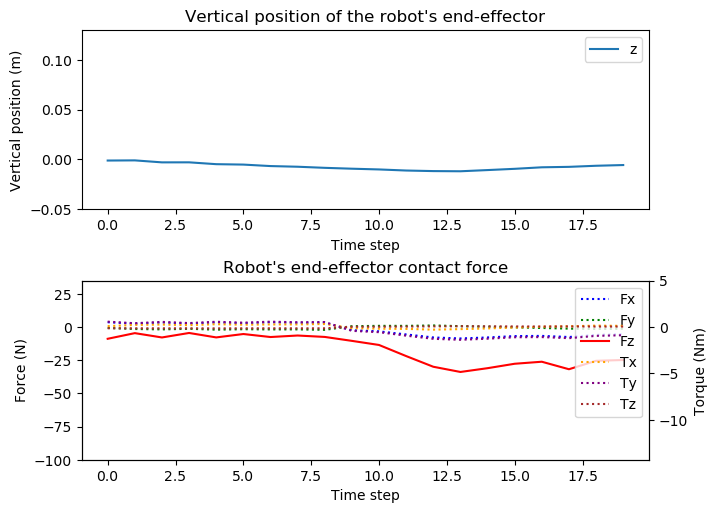 Vertical position of the robot's end-effector
Vertical position (m)
0.10
0.05
0.00
−0.05
z
0.0 2.5 5.0 7.5 10.0 12.5 15.0 17.5
Time step
Robot's end-effector contact force
Force (N)
25
0
−25
−50
−75
−100
Fx
Fy
Fz
Tx
Ty
Tz
5
0
−5
−10
Torque (Nm)
0.0 2.5 5.0 7.5 10.0 12.5 15.0 17.5
Time step